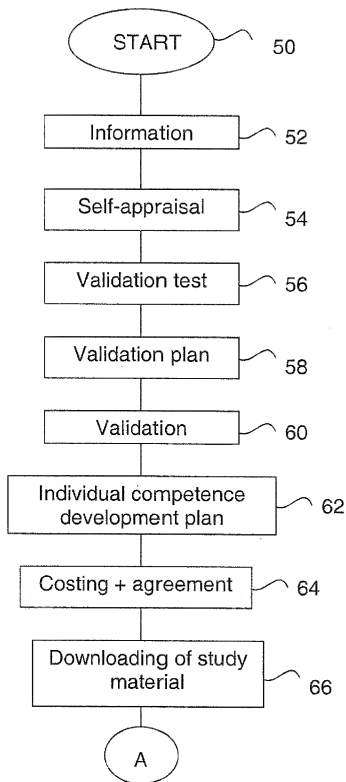 START
50
Information
52
Self-appraisal
54
Validation test
56
Validation plan
58
Validation
60
Individual competence
development plan
62
Costing + agreement
64
Downloading of study
material
66
A